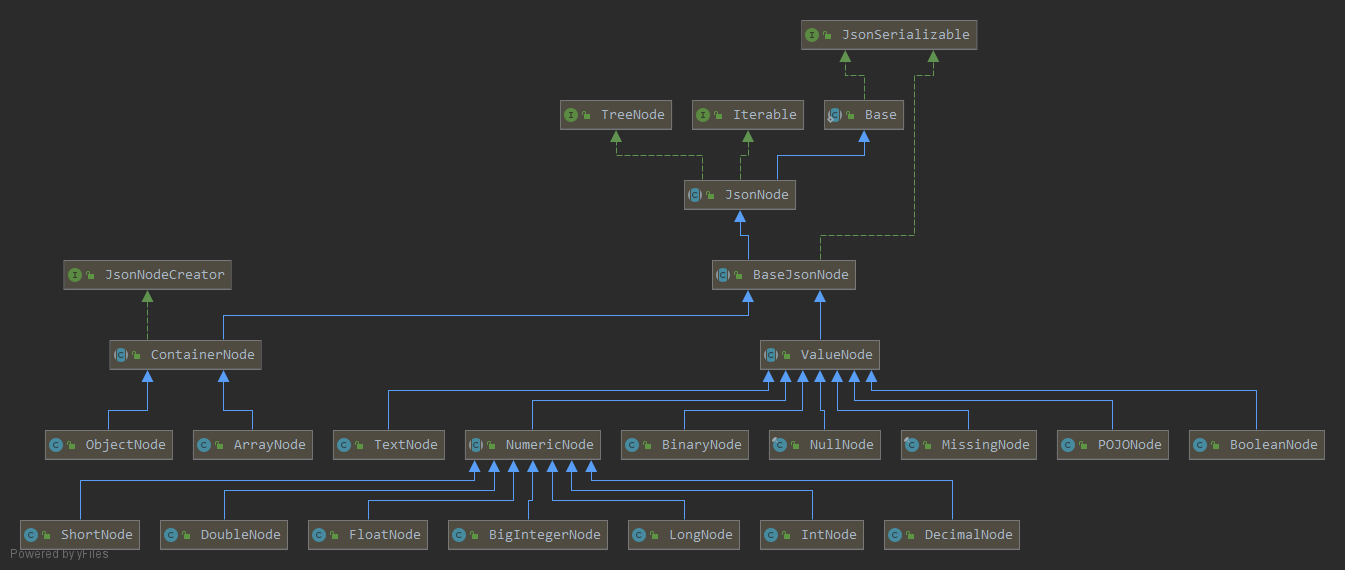 JsonSerializable
TreeNode
Iterable
Base
JsonNode
JsonNodeCreator
BaseJsonNode
ContainerNode
ValueNode
ObjectNode
ArrayNode
TextNode
NumericNode
BinaryNode
NullNode
MissingNode
POJONode
BooleanNode
ShortNode
DoubleNode
FloatNode
BigIntegerNode
LongNode
IntNode
DecimalNode
Powered by yFiles